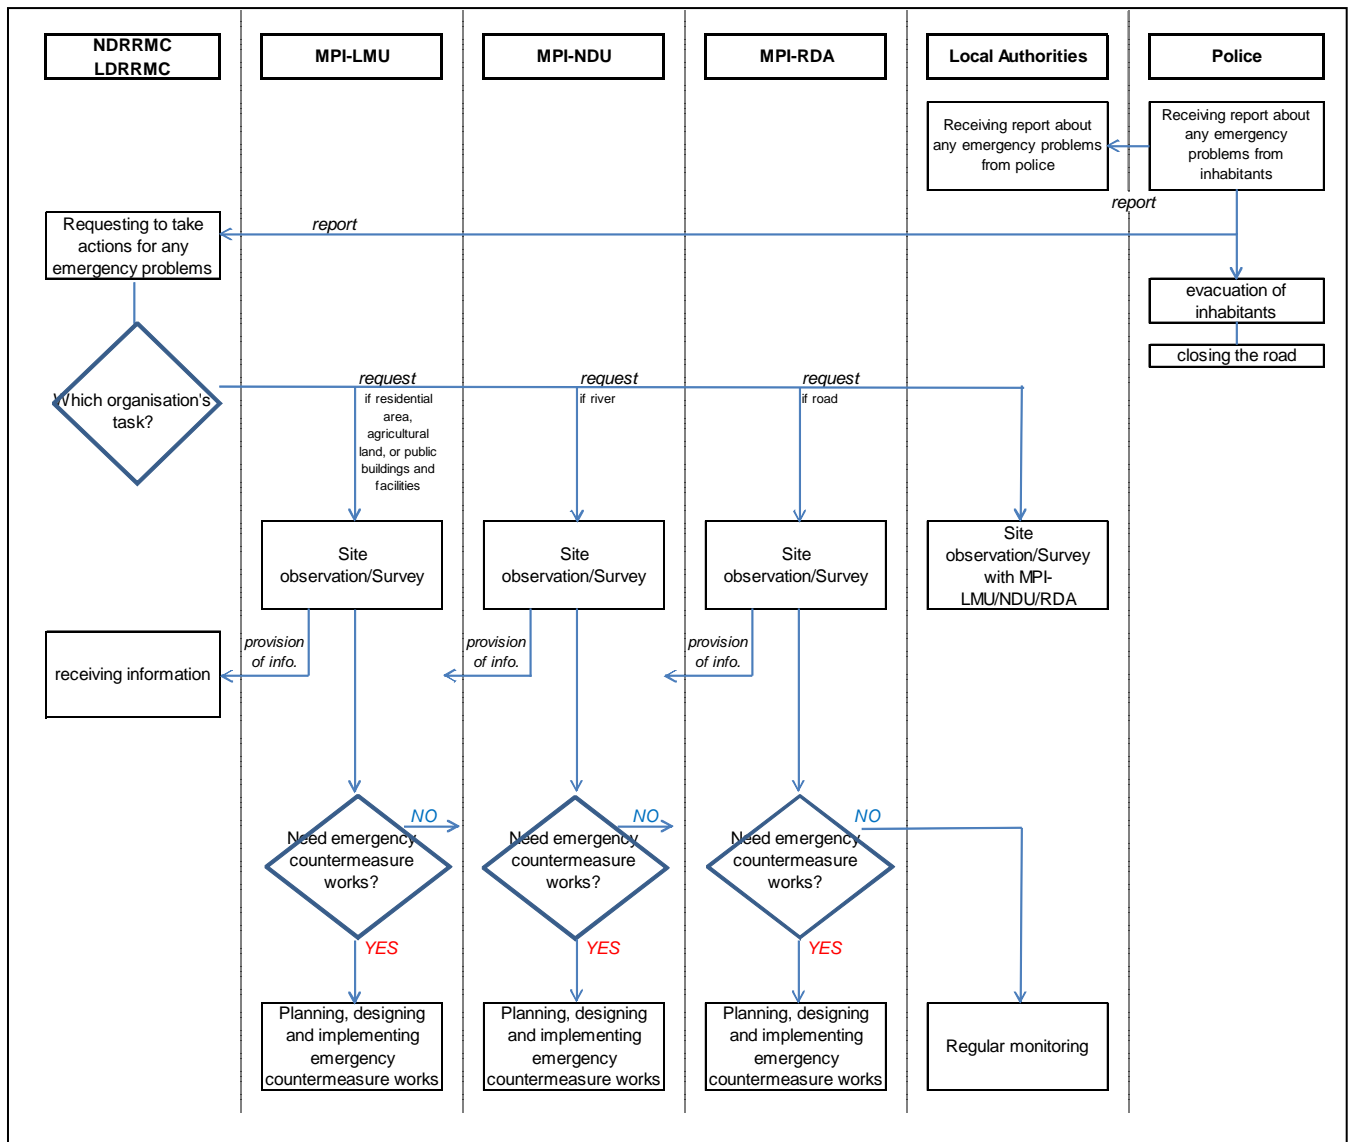 NDRRMC
LDRRMC
MPI-LMU
MPI-NDU
MPI-RDA
Local Authorities
Police
Receiving report about
any emergency problems
from police
Receiving report about
any emergency
problems from
inhabitants
report
Requesting to take
actions for any
emergency problems
report
evacuation of
inhabitants
closing the road
Which organisation's
task?
request
if residential
area,
agricultural
land, or public
buildings and
facilities
request
if river
request
if road
Site
observation/Survey
Site
observation/Survey
Site
observation/Survey
Site
observation/Survey
with MPI-
LMU/NDU/RDA
receiving information
provision
of info.
provision
of info.
provision
of info.
Need emergency
countermeasure
works?
NO
Need emergency
countermeasure
works?
NO
Need emergency
countermeasure
works?
NO
YES
YES
YES
Planning, designing
and implementing
emergency
countermeasure works
Planning, designing
and implementing
emergency
countermeasure works
Planning, designing
and implementing
emergency
countermeasure works
Regular monitoring